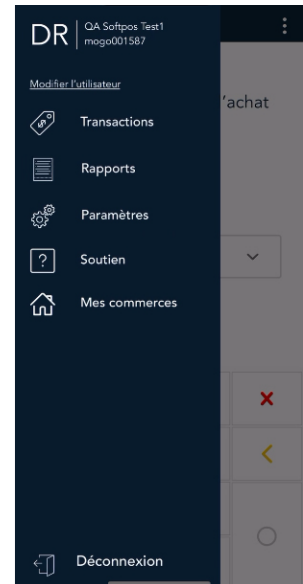 DR
QA Softpos Test1
mogo001587
Modifier l'utilisateur
'achat
Transactions
Rapports
Paramètres
Soutien
Mes commerces
Déconnexion